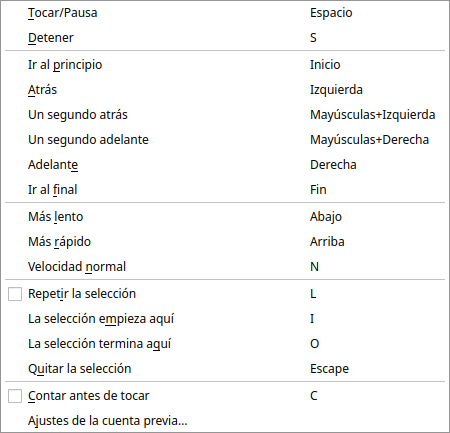 Tocar/Pausa Espacio
Detener S
Ir al principio Inicio
Atrás Izquierda
Un segundo atrás Mayúsculas+Izquierda
Un segundo adelante Mayúsculas+Derecha
Adelante Derecha
Ir al final Fin
Más lento Abajo
Más rápido Arriba
Velocidad normal N
Repetir la selección L
La selección empieza aquí I
La selección termina aquí O
Quitar la selección Escape
Contar antes de tocar C
Ajustes de la cuenta previa...